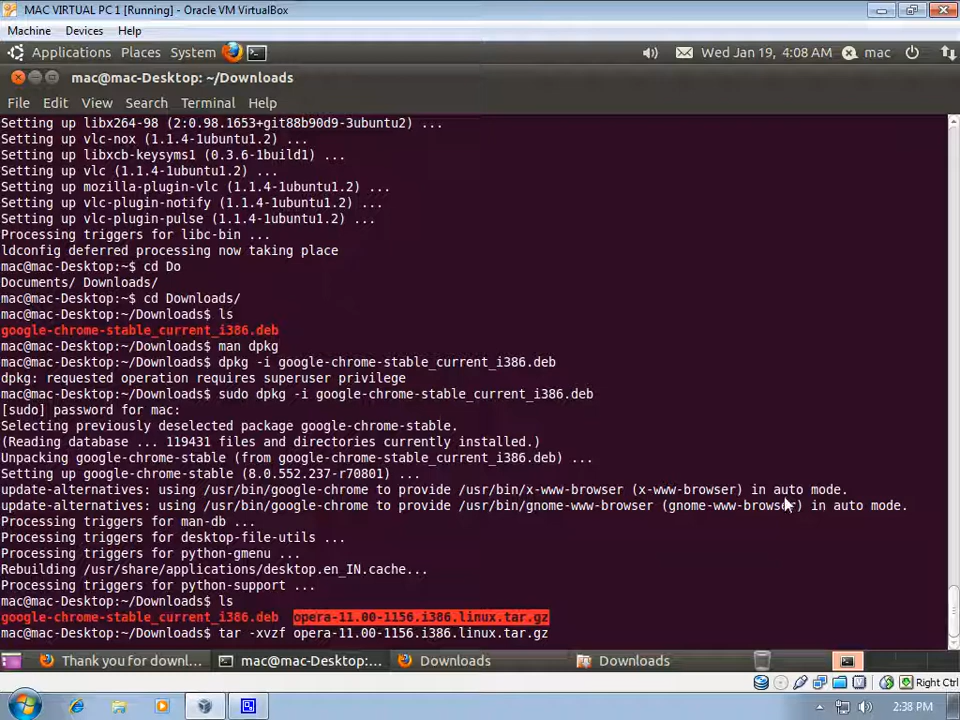 MAC VIRTUAL PC 1 [Running] - Oracle VM VirtualBox
Machine Devices Help
Applications Places System Wed Jan 19, 4:08 AM mac
mac@mac-Desktop: ~/Downloads
File Edit View Search Terminal Help
Setting up libx264-98 (2:0.98.1653+git88b90d9-3ubuntu2) ...
Setting up vlc-nox (1.1.4-1ubuntu1.2) ...
Setting up libxcb-keysyms1 (0.3.6-1build1) ...
Setting up vlc (1.1.4-1ubuntu1.2) ...
Setting up mozilla-plugin-vlc (1.1.4-1ubuntu1.2) ...
Setting up vlc-plugin-notify (1.1.4-1ubuntu1.2) ...
Setting up vlc-plugin-pulse (1.1.4-1ubuntu1.2) ...
Processing triggers for libc-bin ...
ldconfig deferred processing now taking place
mac@mac-Desktop:~$ cd Do
Documents/ Downloads/
mac@mac-Desktop:~$ cd Downloads/
mac@mac-Desktop:~/Downloads$ ls
google-chrome-stable_current_i386.deb
mac@mac-Desktop:~/Downloads$ man dpkg
mac@mac-Desktop:~/Downloads$ dpkg -i google-chrome-stable_current_i386.deb
dpkg: requested operation requires superuser privilege
mac@mac-Desktop:~/Downloads$ sudo dpkg -i google-chrome-stable_current_i386.deb
[sudo] password for mac:
Selecting previously deselected package google-chrome-stable.
(Reading database ... 119431 files and directories currently installed.)
Unpacking google-chrome-stable (from google-chrome-stable_current_i386.deb) ...
Setting up google-chrome-stable (8.0.552.237-r70801) ...
update-alternatives: using /usr/bin/google-chrome to provide /usr/bin/x-www-browser (x-www-browser) in auto mode.
update-alternatives: using /usr/bin/google-chrome to provide /usr/bin/gnome-www-browser (gnome-www-browser) in auto mode.
Processing triggers for man-db ...
Processing triggers for desktop-file-utils ...
Processing triggers for python-gmenu ...
Rebuilding /usr/share/applications/desktop.en_IN.cache...
Processing triggers for python-support ...
mac@mac-Desktop:~/Downloads$ ls
google-chrome-stable_current_i386.deb opera-11.00-1156.i386.linux.tar.gz
mac@mac-Desktop:~/Downloads$ tar -xvzf opera-11.00-1156.i386.linux.tar.gz
Thank you for downl... mac@mac-Desktop:... Downloads Downloads
Right Ctrl
2:38 PM